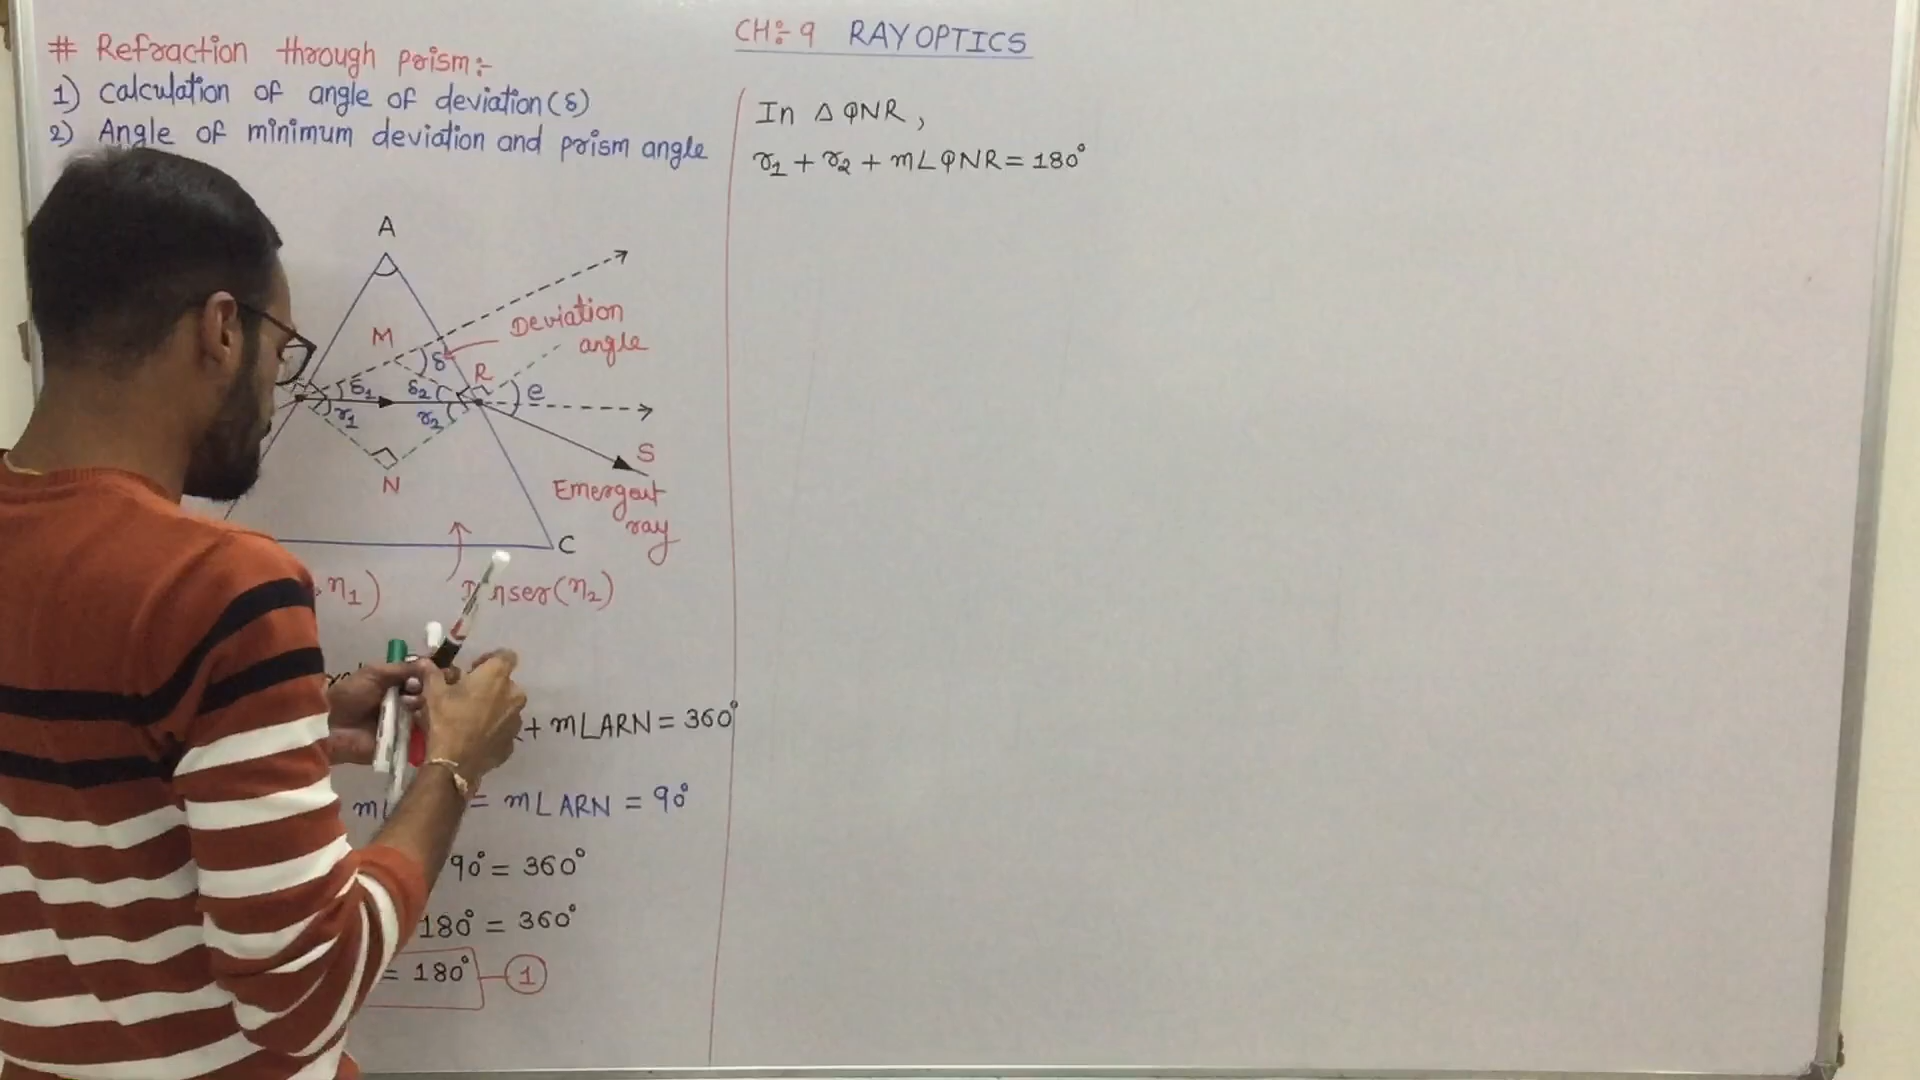 CH:- 9 RAY OPTICS
# Refraction through prism:-
1) calculation of angle of deviation (δ)
2) Angle of minimum deviation and prism angle
A
M
δ
Deviation
angle
R
δ1
δ2
e
r1
r2
S
N
Emergent
ray
C
n1)
(n2)
+ m∠ARN = 360°
= m∠ARN = 90°
90° = 360°
180° = 360°
= 180° 1
In △QNR,
r1 + r2 + m∠QNR = 180°